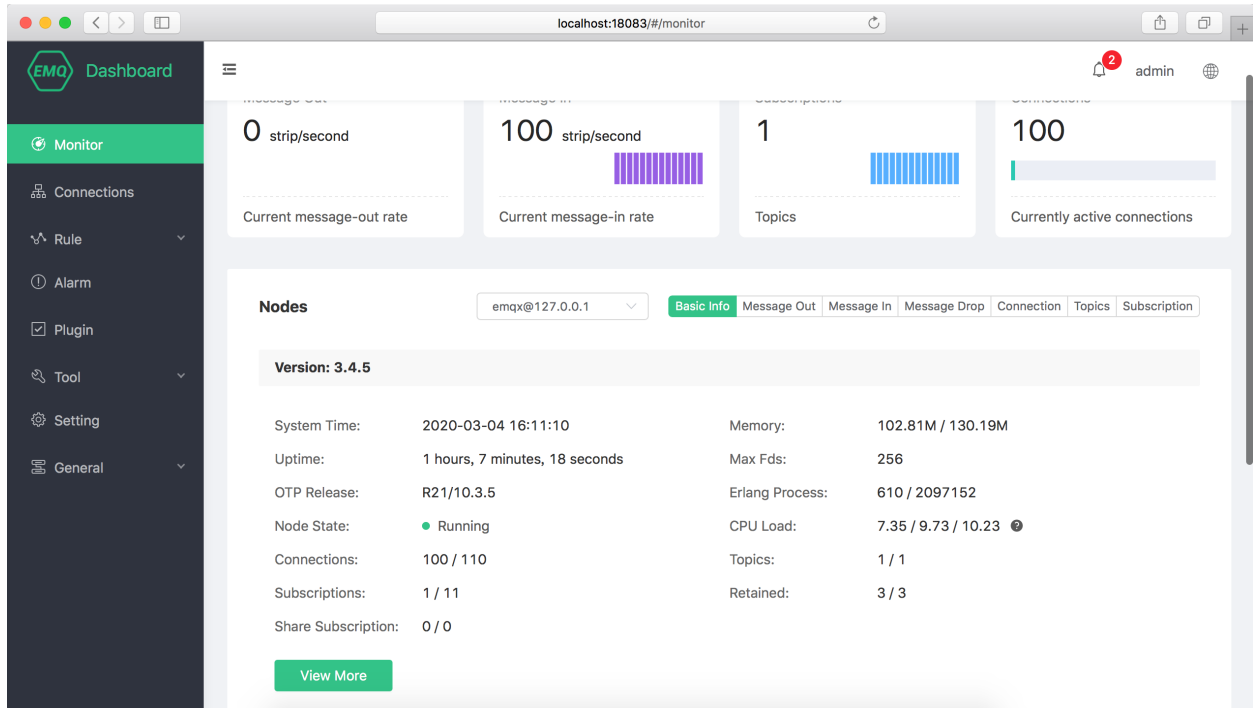 localhost:18083/#/monitor
EMQ Dashboard
2
admin
Monitor
Connections
Rule
Alarm
Plugin
Tool
Setting
General
Message Out
Message In
Subscriptions
Connections
0 strip/second
100 strip/second
1
100
Current message-out rate
Current message-in rate
Topics
Currently active connections
Nodes
emqx@127.0.0.1
Basic Info Message Out Message In Message Drop Connection Topics Subscription
Version: 3.4.5
System Time: 2020-03-04 16:11:10
Memory: 102.81M / 130.19M
Uptime: 1 hours, 7 minutes, 18 seconds
Max Fds: 256
OTP Release: R21/10.3.5
Erlang Process: 610 / 2097152
Node State: Running
CPU Load: 7.35 / 9.73 / 10.23 ?
Connections: 100 / 110
Topics: 1 / 1
Subscriptions: 1 / 11
Retained: 3 / 3
Share Subscription: 0 / 0
View More